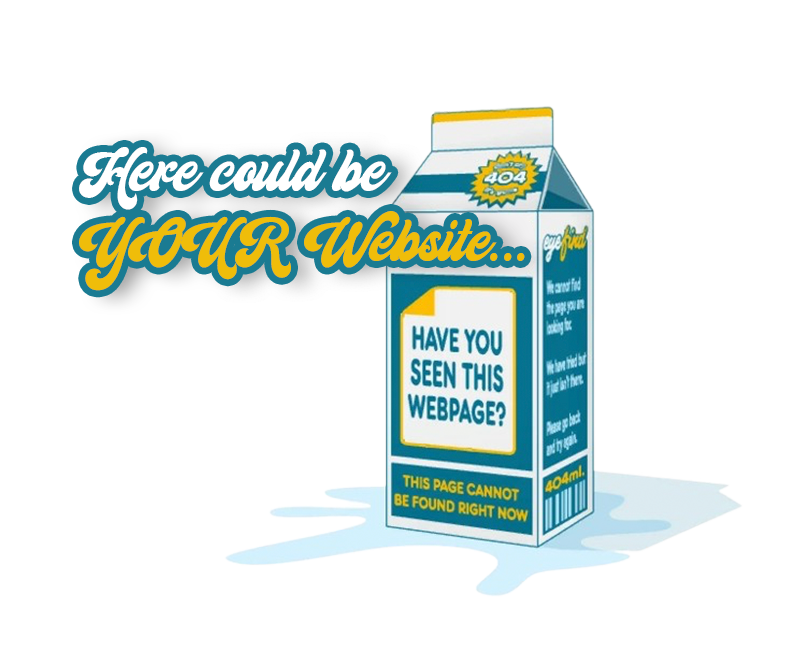 Here could be
YOUR Website...
404
eyefind
We cannot find
the page you are
looking for.
We have tried but
it just isn't there.
Please go back
and try again.
HAVE YOU
SEEN THIS
WEBPAGE?
THIS PAGE CANNOT
BE FOUND RIGHT NOW
404ml.